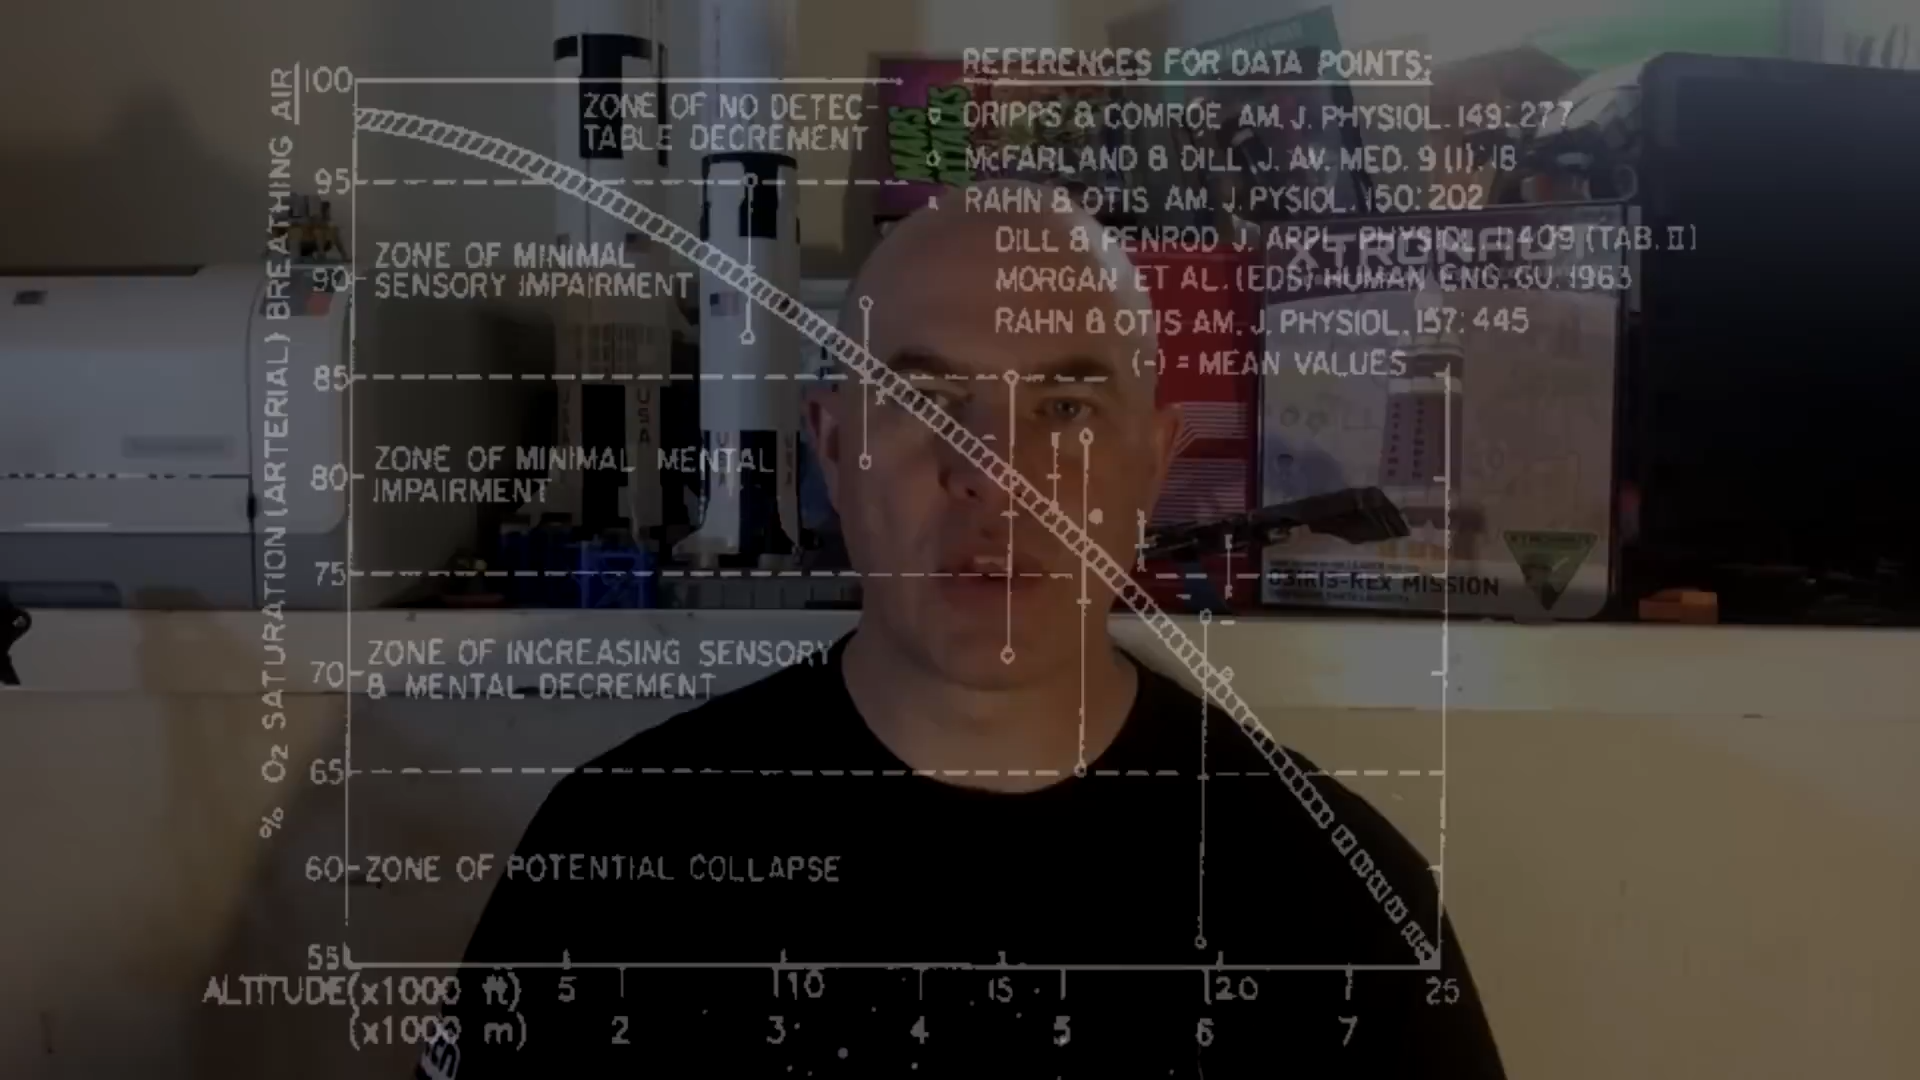 REFERENCES FOR DATA POINTS:
DRIPPS & COMROE AM. J. PHYSIOL. 149:277
McFARLAND & DILL, J. AV. MED. 9 (1):18
RAHN & OTIS AM. J. PYSIOL. 150:202
DILL & PENROD J. APPL. PHYSIOL. 1:409 (TAB. II)
MORGAN ET AL. (EDS) HUMAN ENG. GU. 1963
RAHN & OTIS AM. J. PHYSIOL. 157:445
(-) = MEAN VALUES
% O2 SATURATION (ARTERIAL) BREATHING AIR
100
ZONE OF NO DETEC-
TABLE DECREMENT
95
ZONE OF MINIMAL
90
SENSORY IMPAIRMENT
85
ZONE OF MINIMAL MENTAL
80
IMPAIRMENT
75
ZONE OF INCREASING SENSORY
70
& MENTAL DECREMENT
65
60
ZONE OF POTENTIAL COLLAPSE
55
ALTITUDE (x1000 ft) 5 10 15 20 25
(x1000 m) 2 3 4 5 6 7
MARS
ATTACKS
XTRONAUT
OSIRIS-REX MISSION
USA